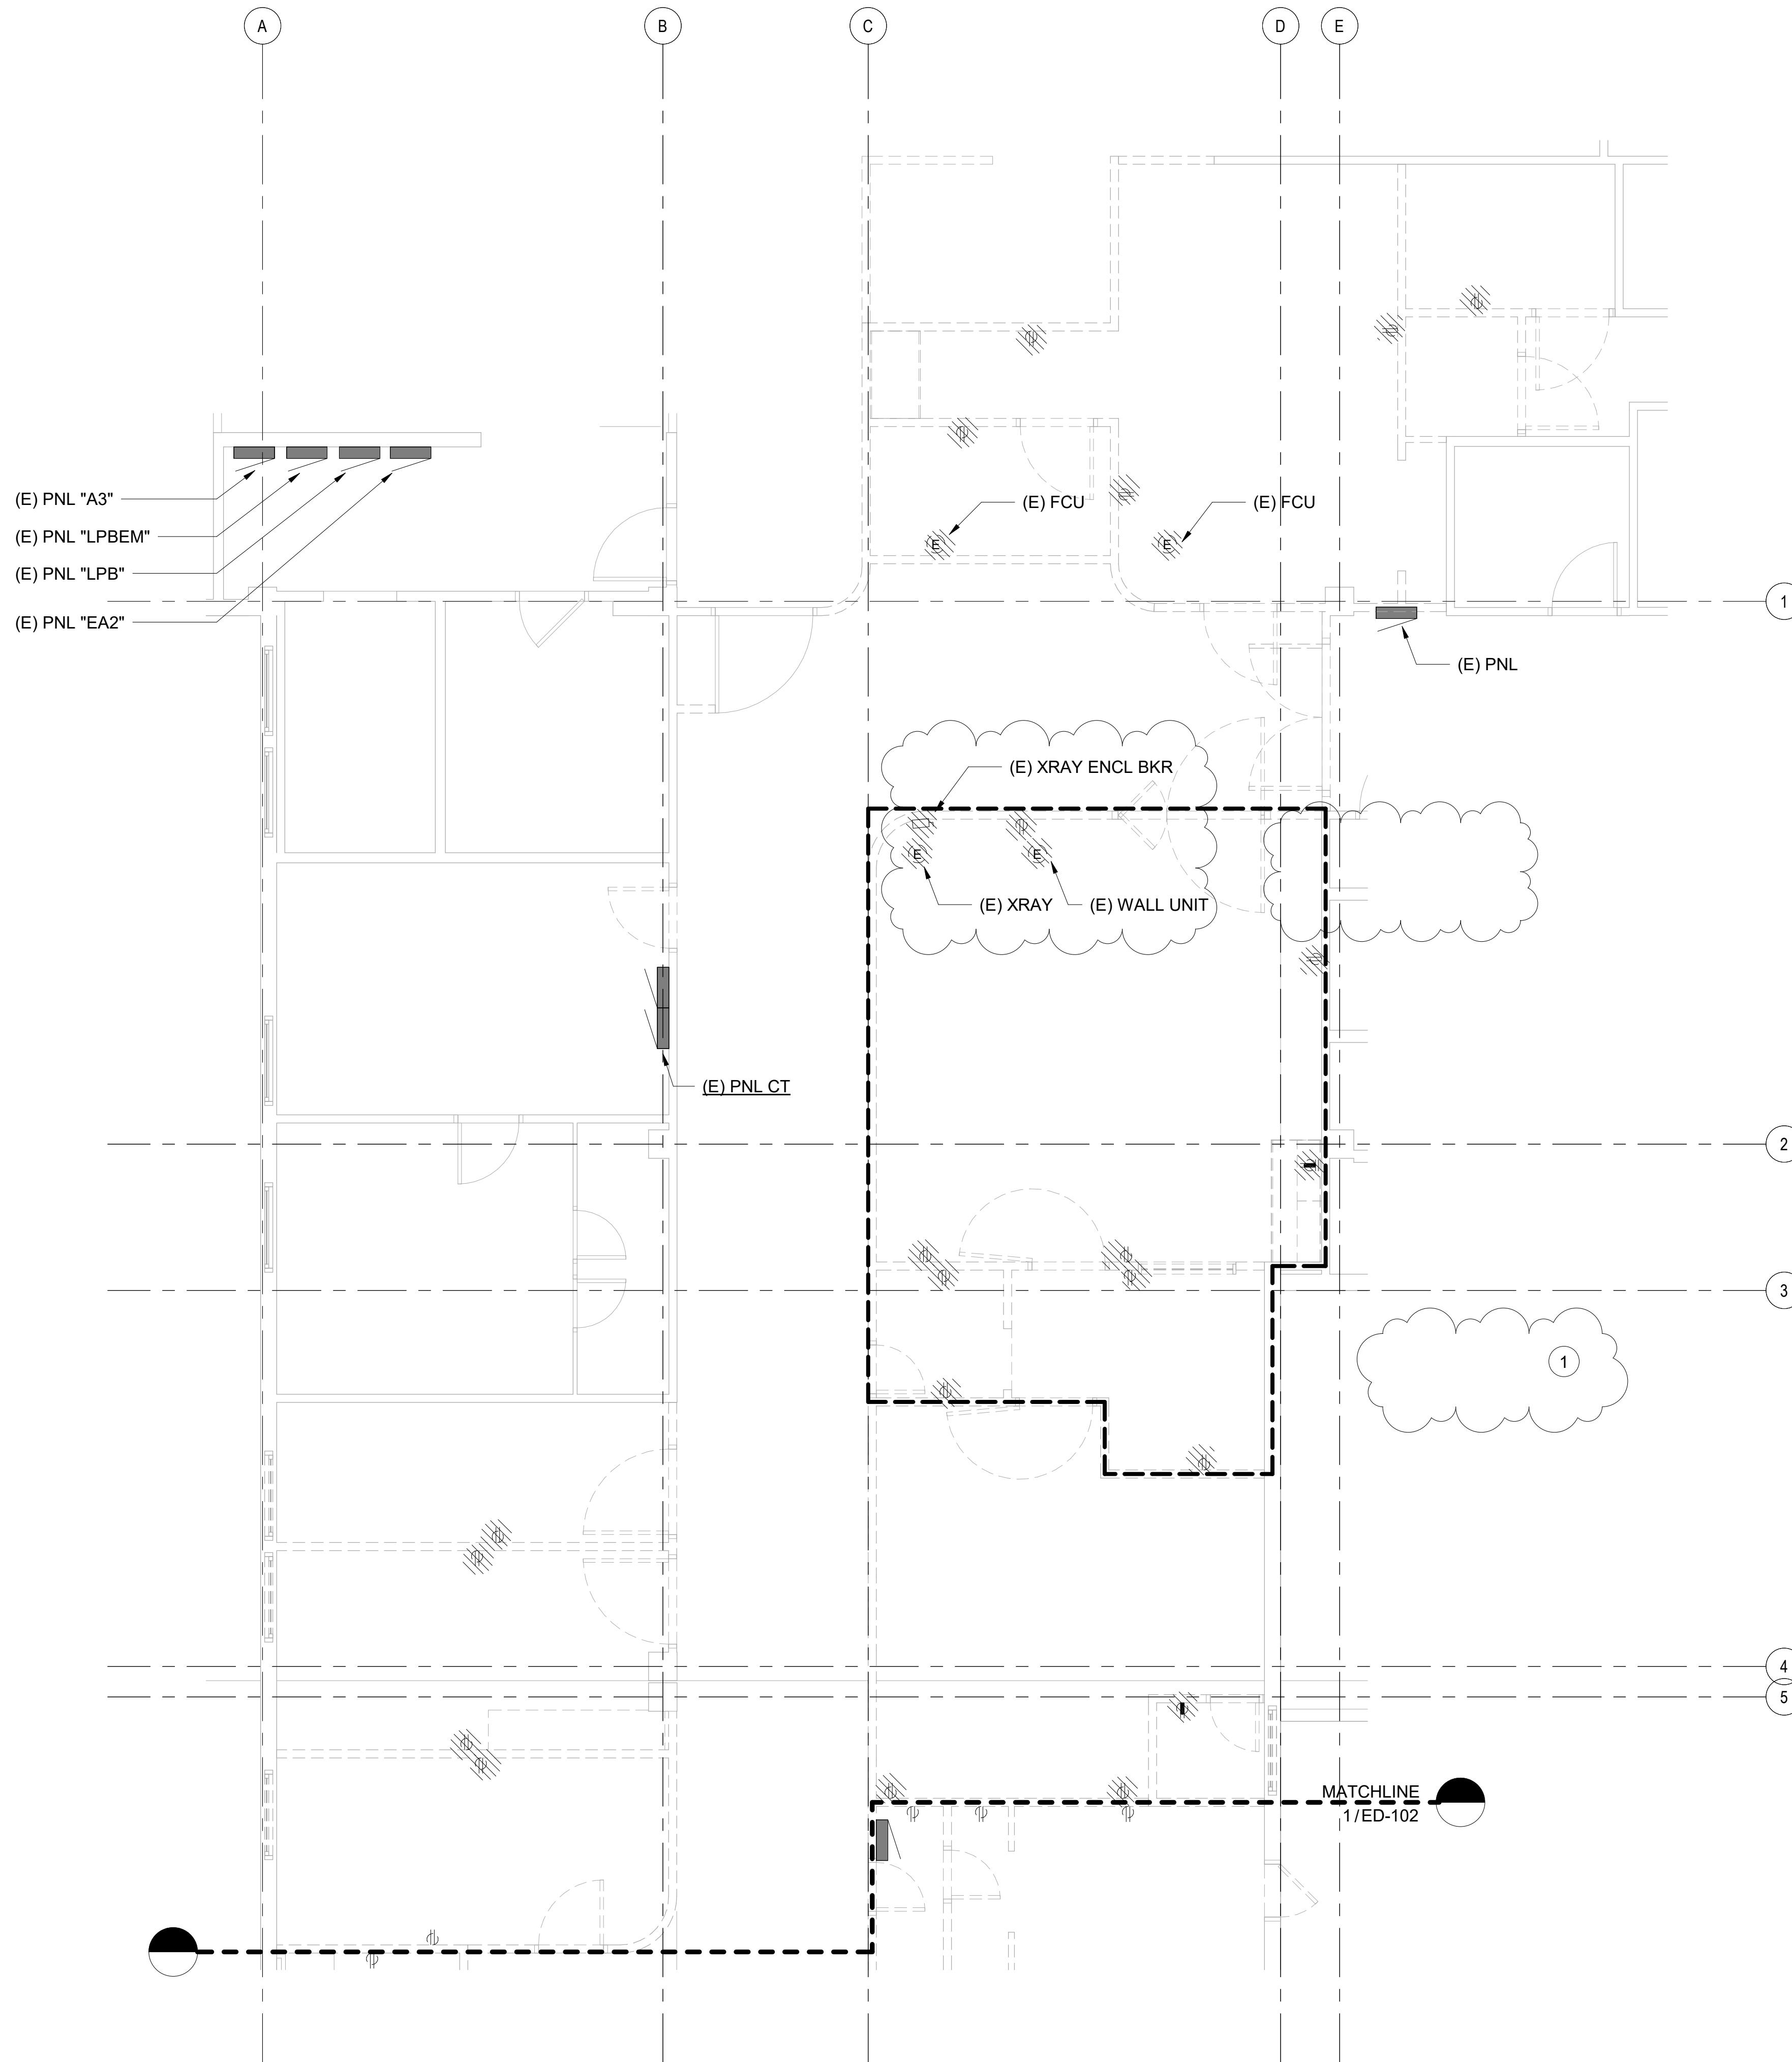 A
B
C
D
E
(E) PNL "A3"
(E) PNL "LPBEM"
(E) PNL "LPB"
(E) PNL "EA2"
(E) FCU
(E) FCU
E
E
1
(E) PNL
(E) XRAY ENCL BKR
E
E
(E) XRAY
(E) WALL UNIT
(E) PNL CT
2
3
1
4
5
MATCHLINE
1/ED-102